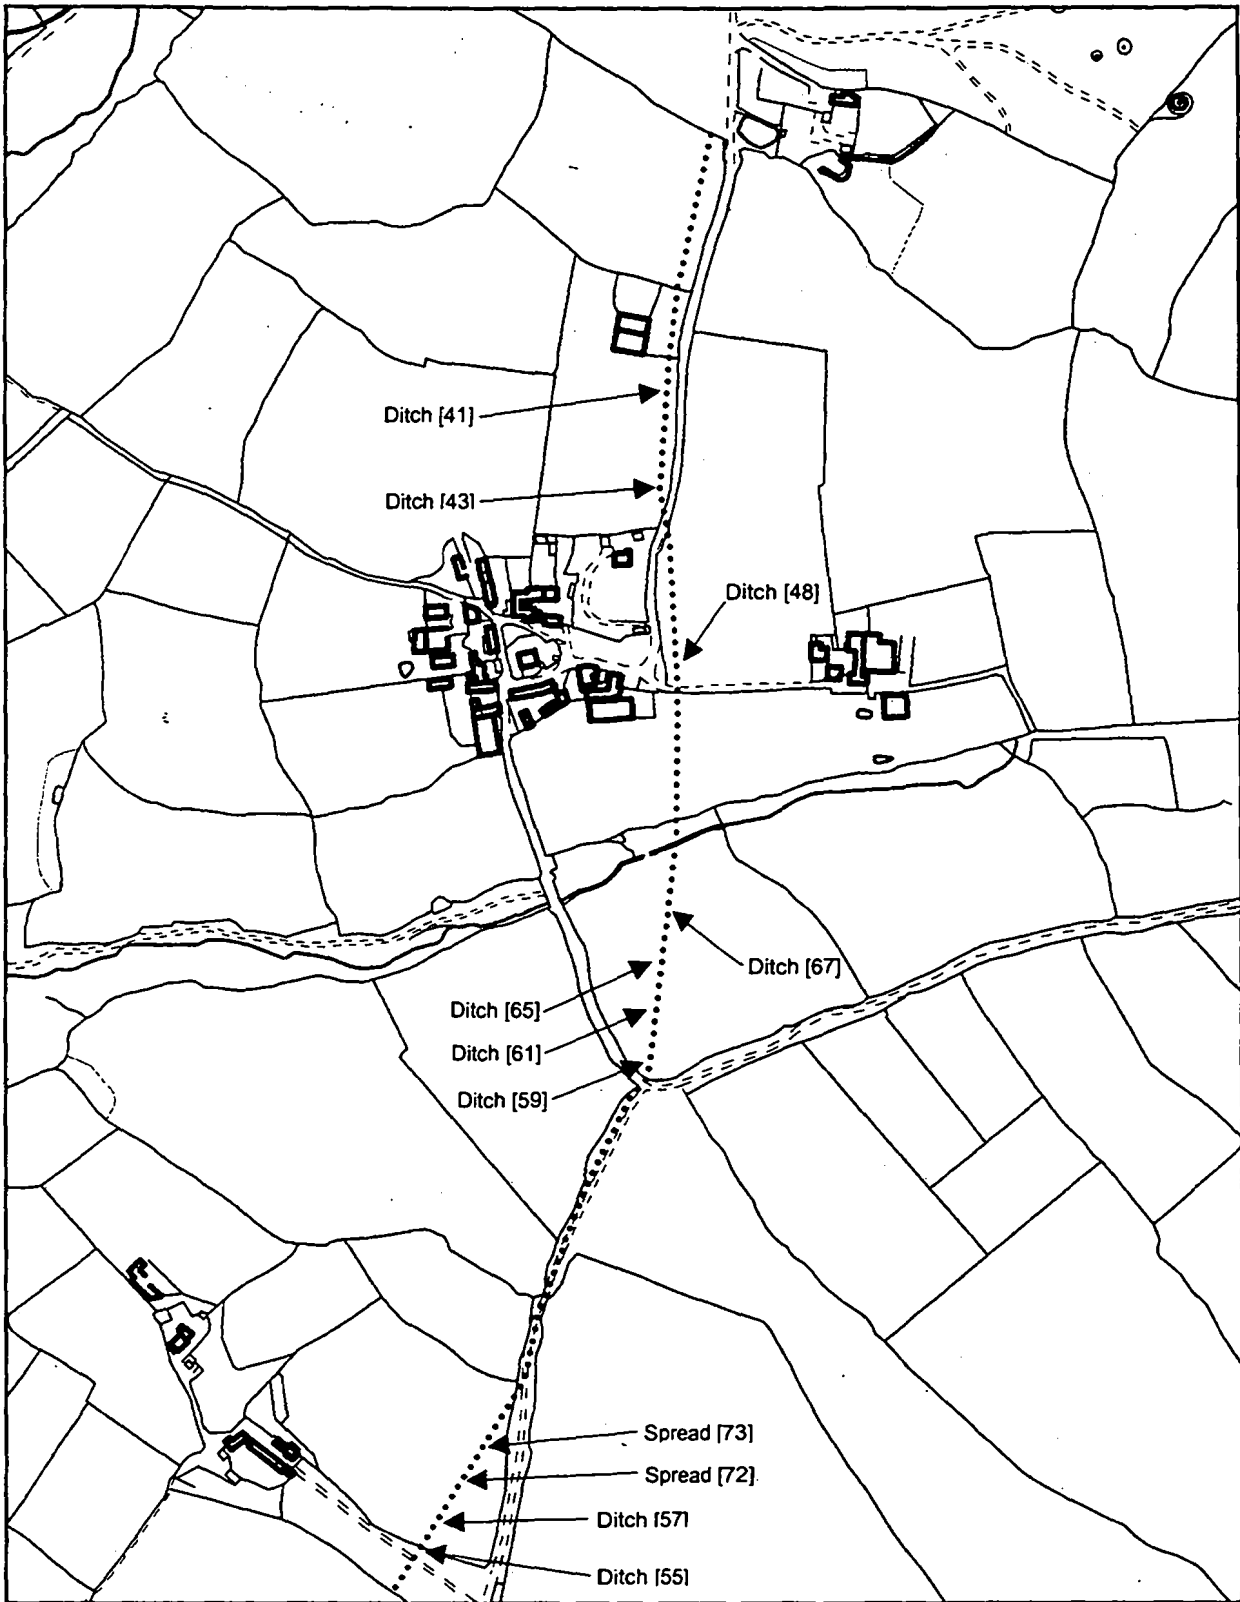 Ditch [41]
Ditch [43]
Ditch [48]
Ditch [67]
Ditch [65]
Ditch [61]
Ditch [59]
Spread [73]
Spread [72]
Ditch [57]
Ditch [55]